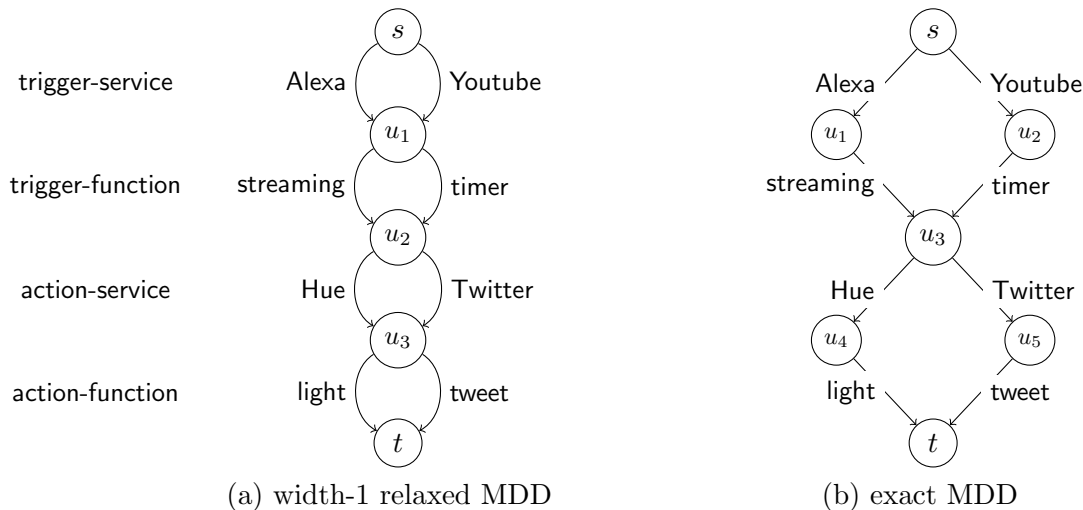 s
s
trigger-service
Alexa
Youtube
Alexa
Youtube
u1
u1
u2
trigger-function
streaming
timer
streaming
timer
u2
u3
action-service
Hue
Twitter
Hue
Twitter
u3
u4
u5
action-function
light
tweet
light
tweet
t
t
(a) width-1 relaxed MDD
(b) exact MDD